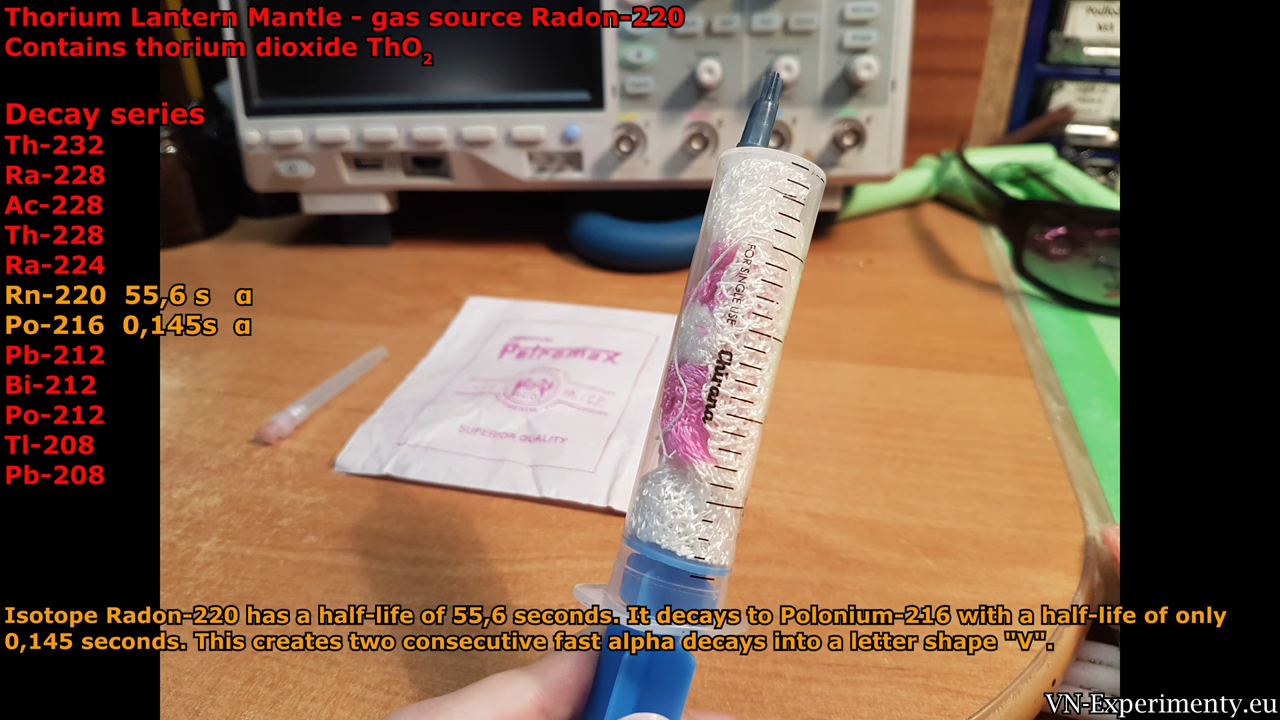 Thorium Lantern Mantle - gas source Radon-220
Contains thorium dioxide ThO₂
Decay series
Th-232
Ra-228
Ac-228
Th-228
Ra-224
Rn-220 55,6 s α
Po-216 0,145s α
Pb-212
Bi-212
Po-212
Tl-208
Pb-208
FOR SINGLE USE
Chirana
Petromax
SUPERIOR QUALITY
Isotope Radon-220 has a half-life of 55,6 seconds. It decays to Polonium-216 with a half-life of only
0,145 seconds. This creates two consecutive fast alpha decays into a letter shape "V".
VN-Experimenty.eu